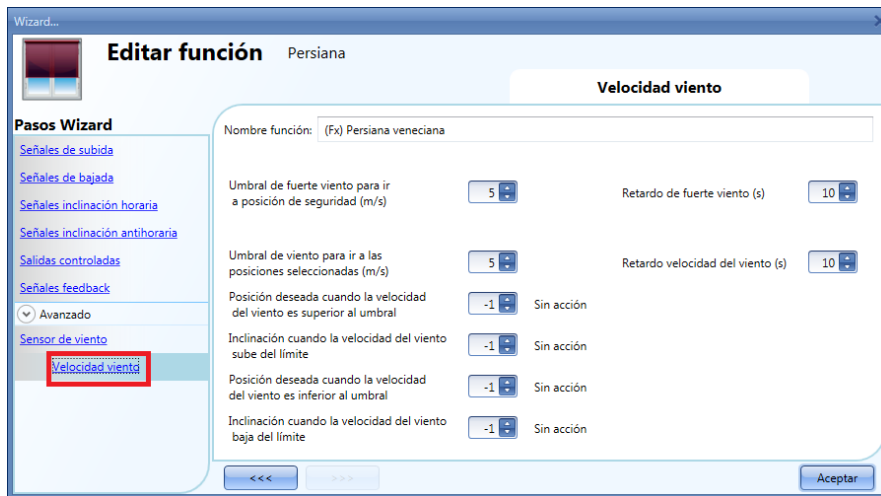 Wizard...
Editar función Persiana
Velocidad viento
Pasos Wizard
Señales de subida
Señales de bajada
Señales inclinación horaria
Señales inclinación antihoraria
Salidas controladas
Señales feedback
Avanzado
Sensor de viento
Velocidad viento
Nombre función: (Fx) Persiana veneciana
Umbral de fuerte viento para ir
a posición de seguridad (m/s)
5
Retardo de fuerte viento (s) 10
Umbral de viento para ir a las
posiciones seleccionadas (m/s)
5
Retardo velocidad del viento (s) 10
Posición deseada cuando la velocidad
del viento es superior al umbral
-1 Sin acción
Inclinación cuando la velocidad del viento
sube del límite
-1 Sin acción
Posición deseada cuando la velocidad
del viento es inferior al umbral
-1 Sin acción
Inclinación cuando la velocidad del viento
baja del límite
-1 Sin acción
<<< >>> Aceptar